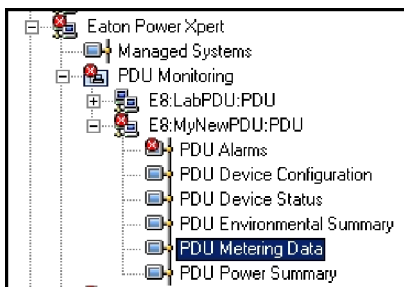 Eaton Power Xpert
Managed Systems
PDU Monitoring
E8:LabPDU:PDU
E8:MyNewPDU:PDU
PDU Alarms
PDU Device Configuration
PDU Device Status
PDU Environmental Summary
PDU Metering Data
PDU Power Summary